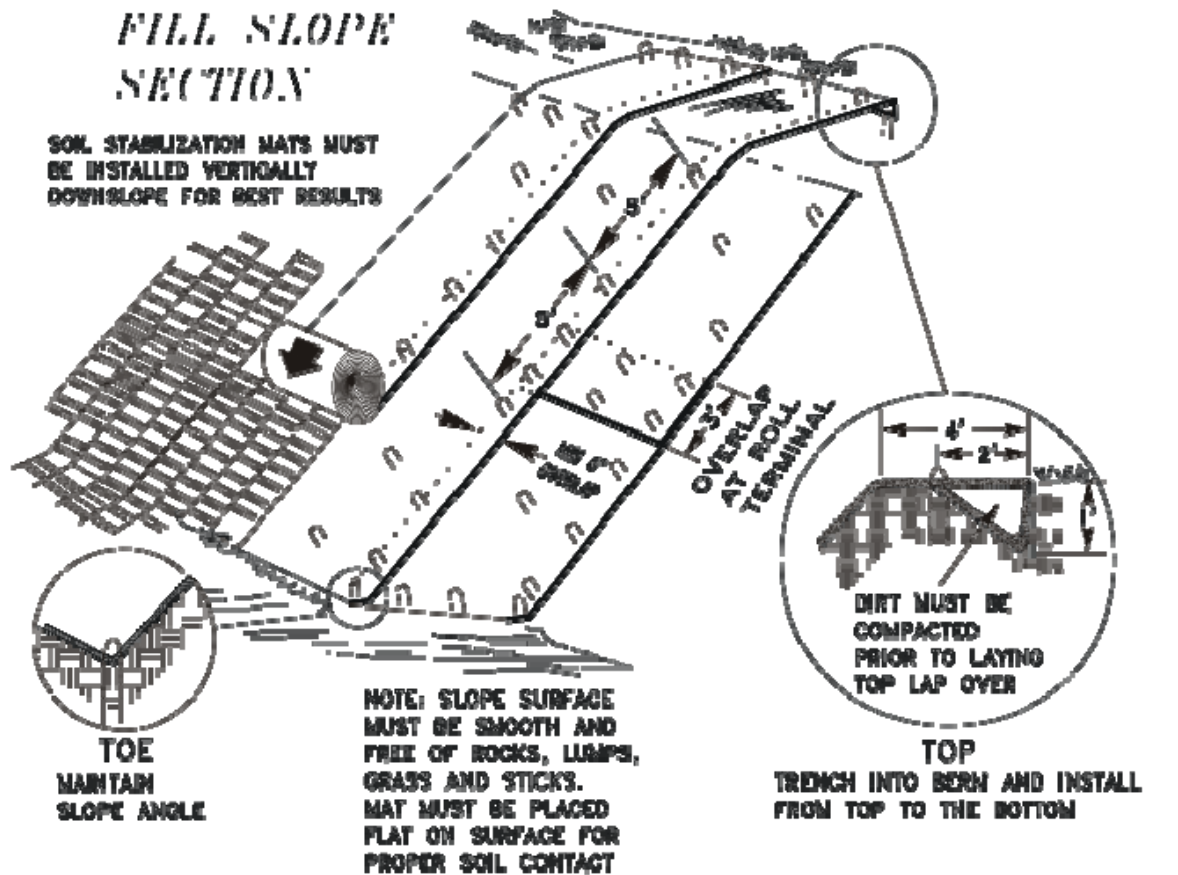 FILL SLOPE
SECTION
SOIL STABILIZATION MATS MUST
BE INSTALLED VERTICALLY
DOWNSLOPE FOR BEST RESULTS
3'
OVERLAP
AT ROLL
TERMINAL
4'
2'
DIRT MUST BE
COMPACTED
PRIOR TO LAYING
TOP LAP OVER
TOE
MAINTAIN
SLOPE ANGLE
NOTE: SLOPE SURFACE
MUST BE SMOOTH AND
FREE OF ROCKS, LUMPS,
GRASS AND STICKS.
MAT MUST BE PLACED
FLAT ON SURFACE FOR
PROPER SOIL CONTACT
TOP
TRENCH INTO BERM AND INSTALL
FROM TOP TO THE BOTTOM